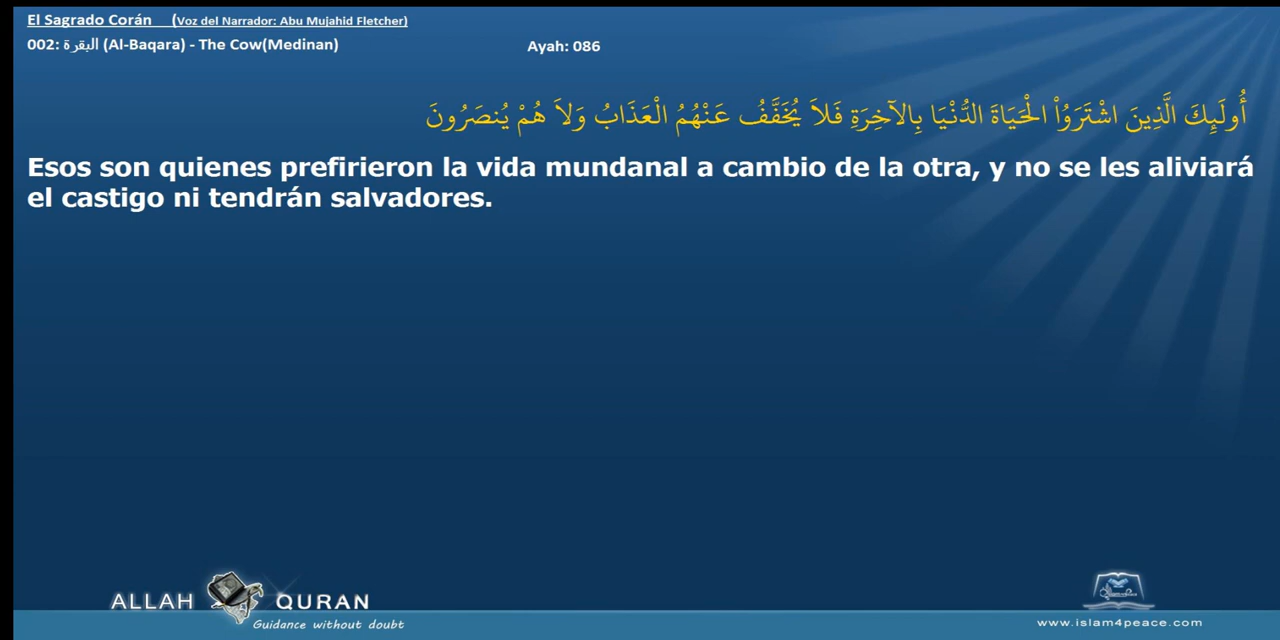 El Sagrado Corán (Voz del Narrador: Abu Mujahid Fletcher)
002: البقرة (Al-Baqara) - The Cow(Medinan)
Ayah: 086
أُولَـئِكَ الَّذِينَ اشْتَرَوُاْ الْحَيَاةَ الدُّنْيَا بِالآخِرَةِ فَلاَ يُخَفَّفُ عَنْهُمُ الْعَذَابُ وَلاَ هُمْ يُنصَرُونَ
Esos son quienes prefirieron la vida mundanal a cambio de la otra, y no se les aliviará
el castigo ni tendrán salvadores.
ALLAH QURAN
Guidance without doubt
www.islam4peace.com